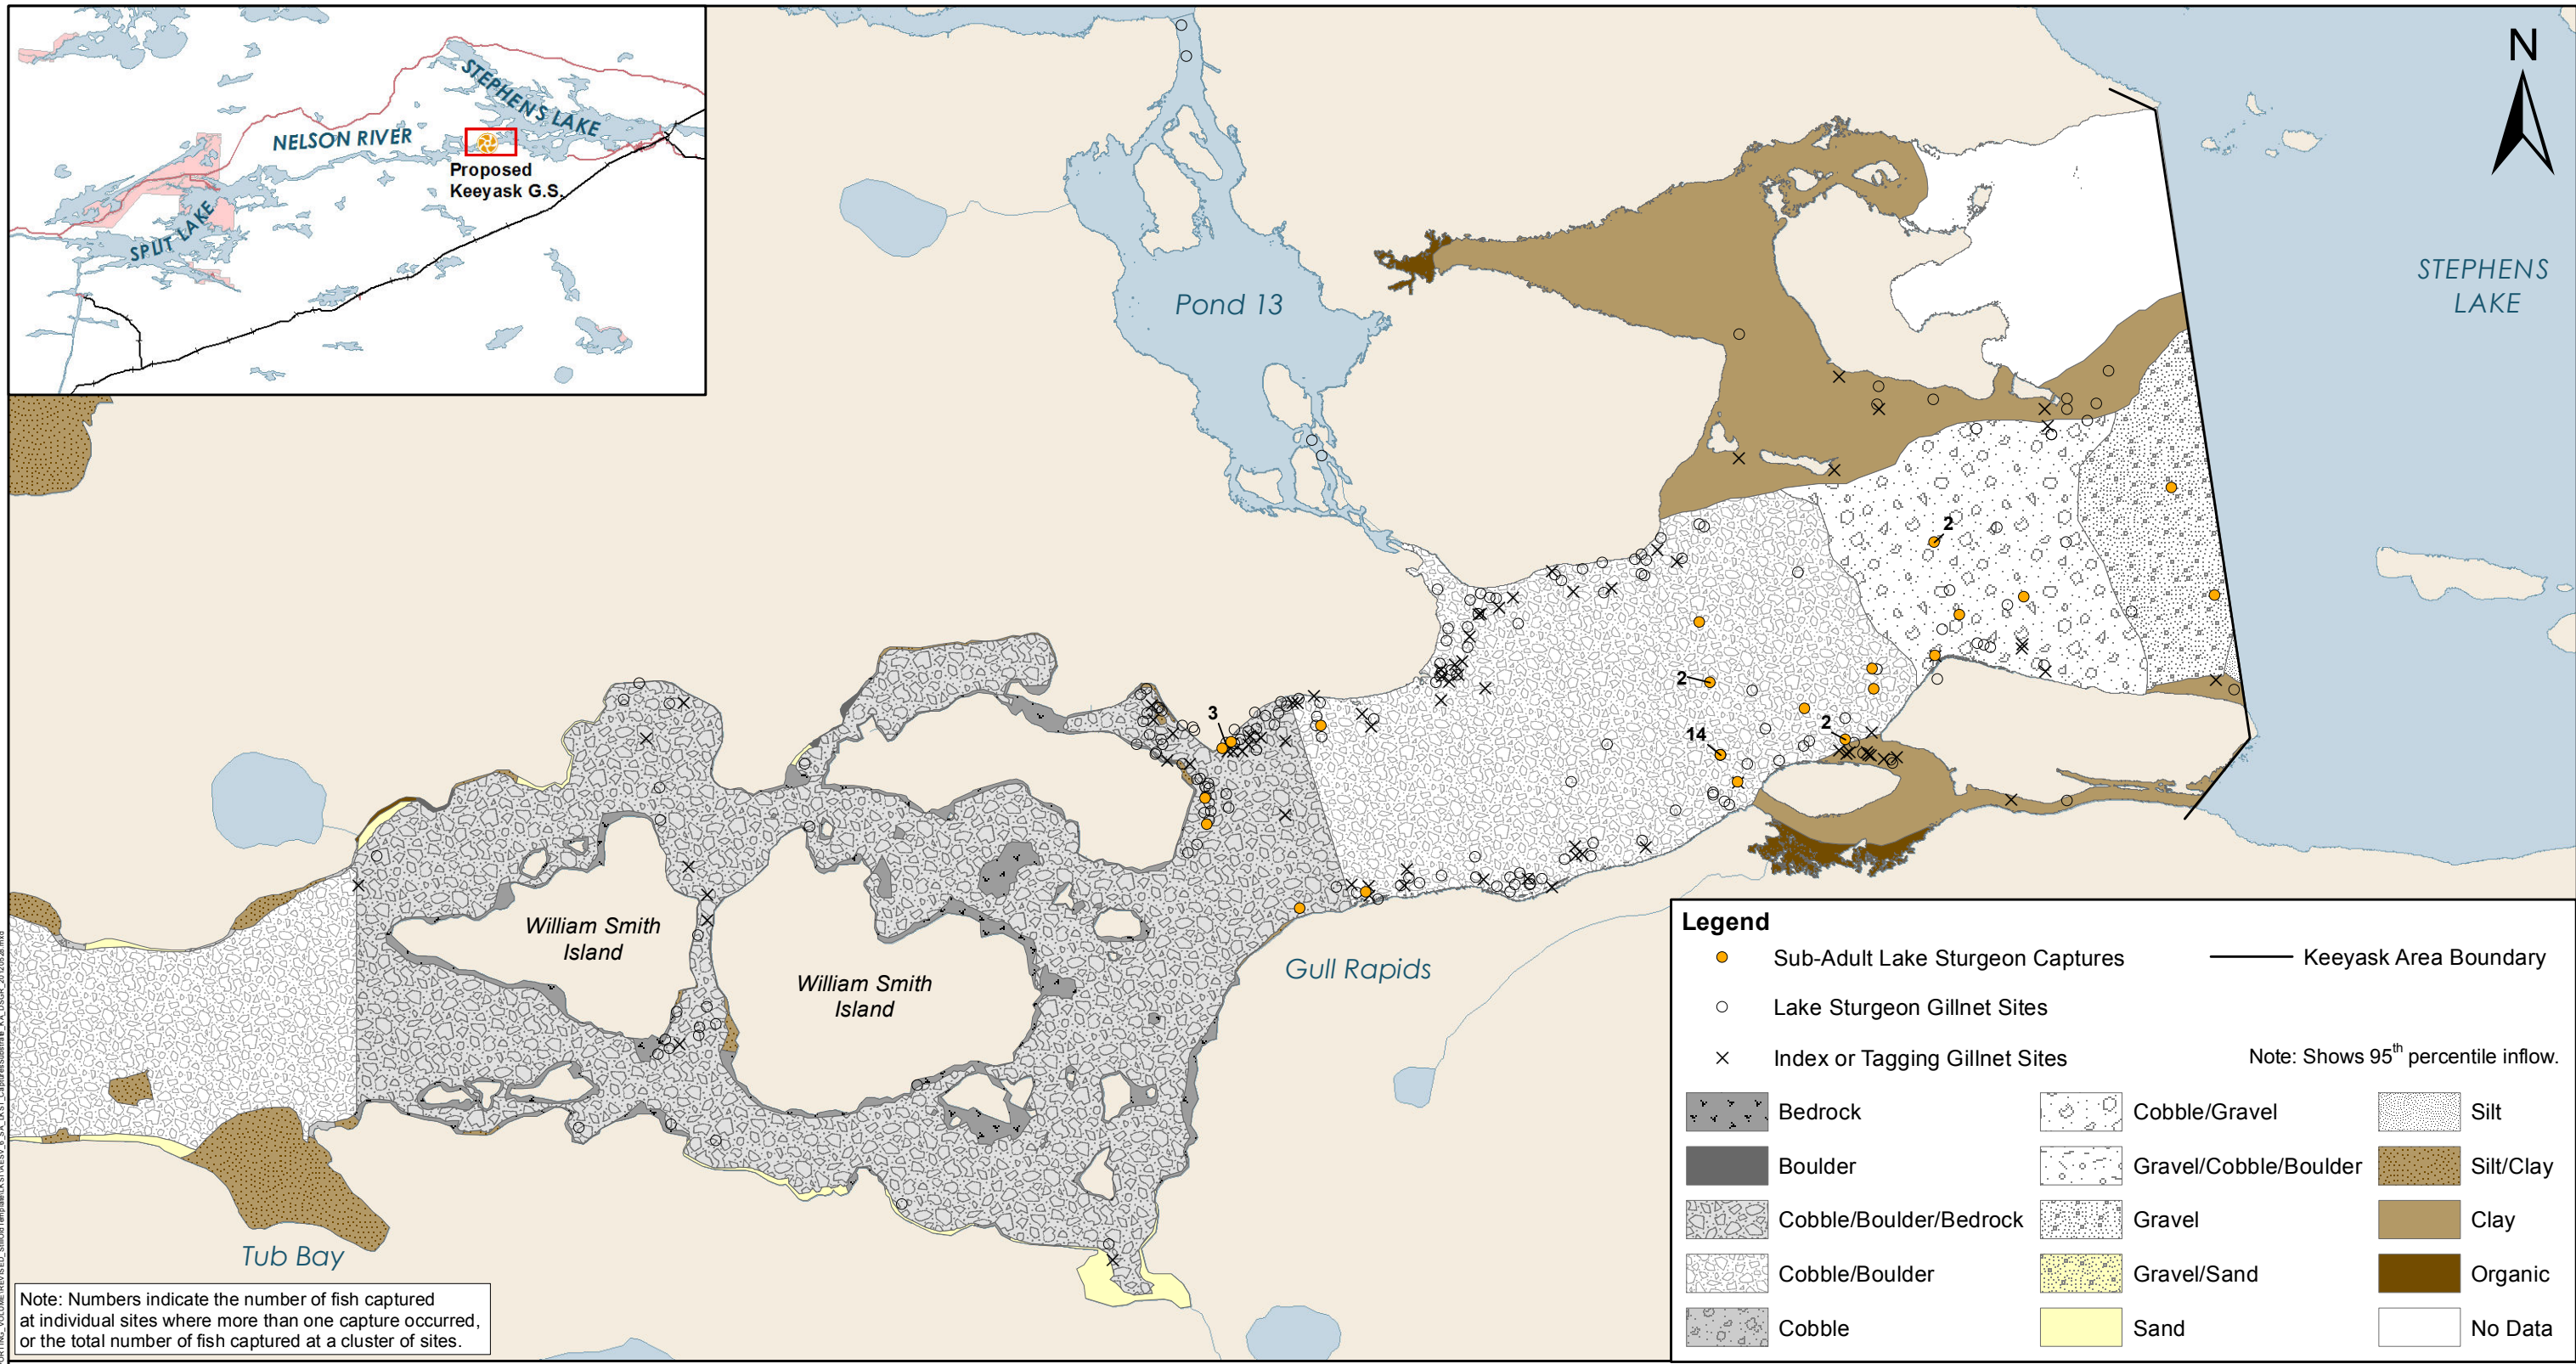 STEPHENS LAKE
NELSON RIVER
SPLIT LAKE
Proposed
Keeyask G.S.
N
Pond 13
STEPHENS
LAKE
2
2
3
14
2
William Smith
Island
William Smith
Island
Gull Rapids
Tub Bay
Note: Numbers indicate the number of fish captured
at individual sites where more than one capture occurred,
or the total number of fish captured at a cluster of sites.
Legend
Sub-Adult Lake Sturgeon Captures
Keeyask Area Boundary
Lake Sturgeon Gillnet Sites
Index or Tagging Gillnet Sites
Note: Shows 95th percentile inflow.
Bedrock
Cobble/Gravel
Silt
Boulder
Gravel/Cobble/Boulder
Silt/Clay
Cobble/Boulder/Bedrock
Gravel
Clay
Cobble/Boulder
Gravel/Sand
Organic
Cobble
Sand
No Data